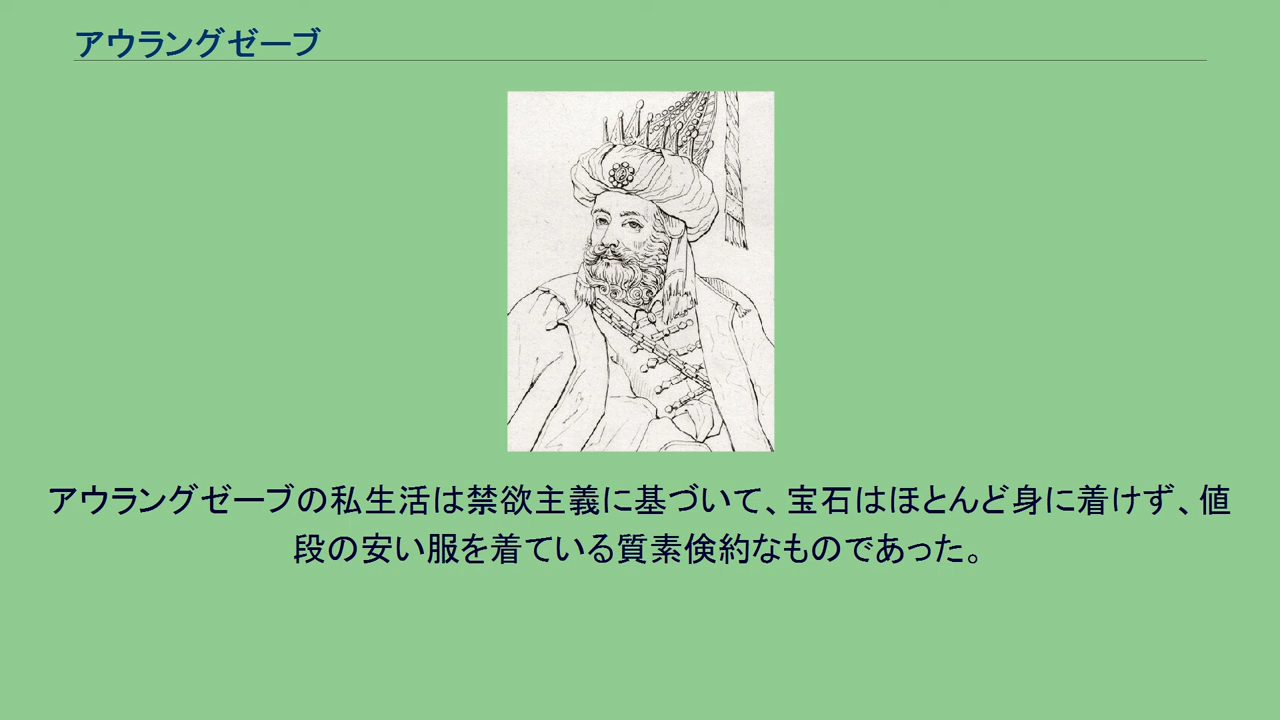 アウラングゼーブ
アウラングゼーブの私生活は禁欲主義に基づいて、宝石はほとんど身に着けず、値
段の安い服を着ている質素倹約なものであった。